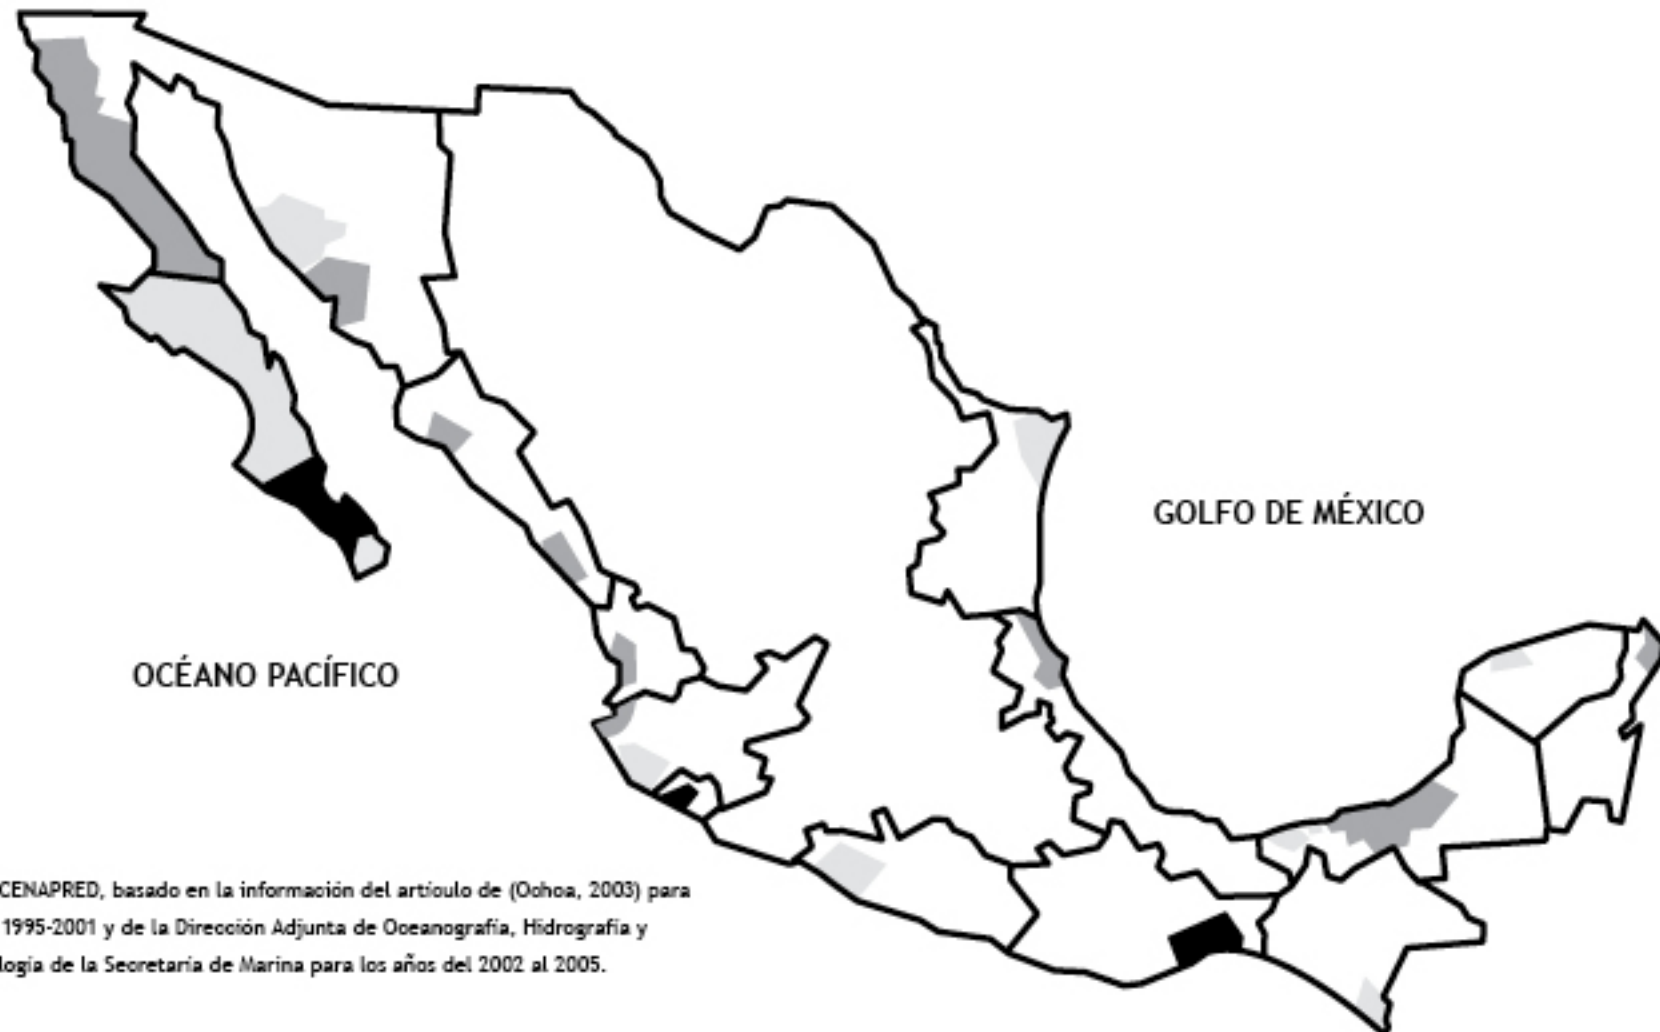 GOLFO DE MÉXICO
OCÉANO PACÍFICO
CENAPRED, basado en la información del artículo de (Ochoa, 2003) para
1995-2001 y de la Dirección Adjunta de Oceanografía, Hidrografía y
logía de la Secretaría de Marina para los años del 2002 al 2005.